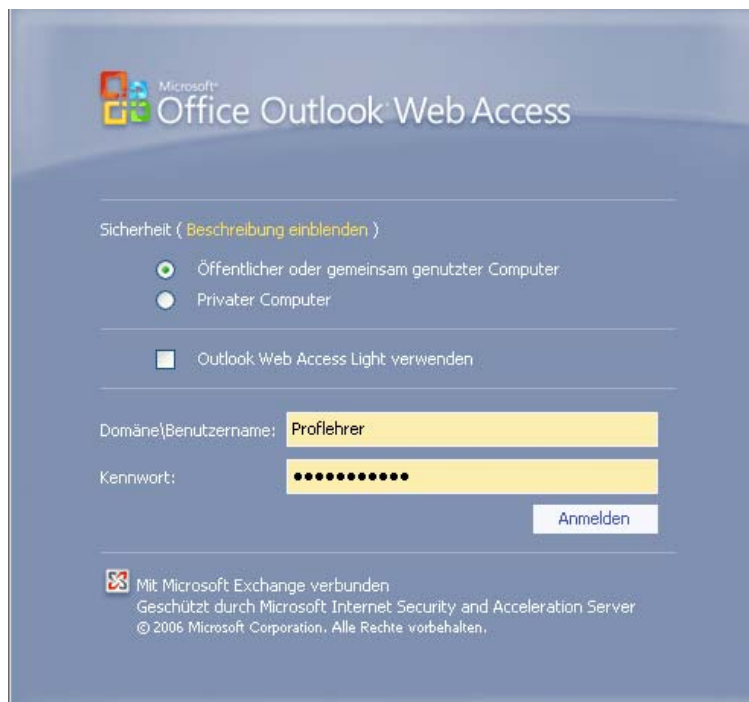 Microsoft®
Office Outlook Web Access
Sicherheit ( Beschreibung einblenden )
Öffentlicher oder gemeinsam genutzter Computer
Privater Computer
Outlook Web Access Light verwenden
Domäne\Benutzername: Proflehrer
Kennwort: •••••••••••
Anmelden
Mit Microsoft Exchange verbunden
Geschützt durch Microsoft Internet Security and Acceleration Server
© 2006 Microsoft Corporation. Alle Rechte vorbehalten.